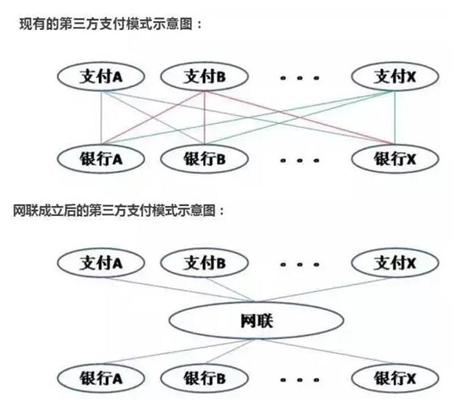 现有的第三方支付模式示意图：
支付A 支付B · · · 支付X
银行A 银行B · · · 银行X
网联成立后的第三方支付模式示意图：
支付A 支付B · · · 支付X
网联
银行A 银行B · · · 银行X